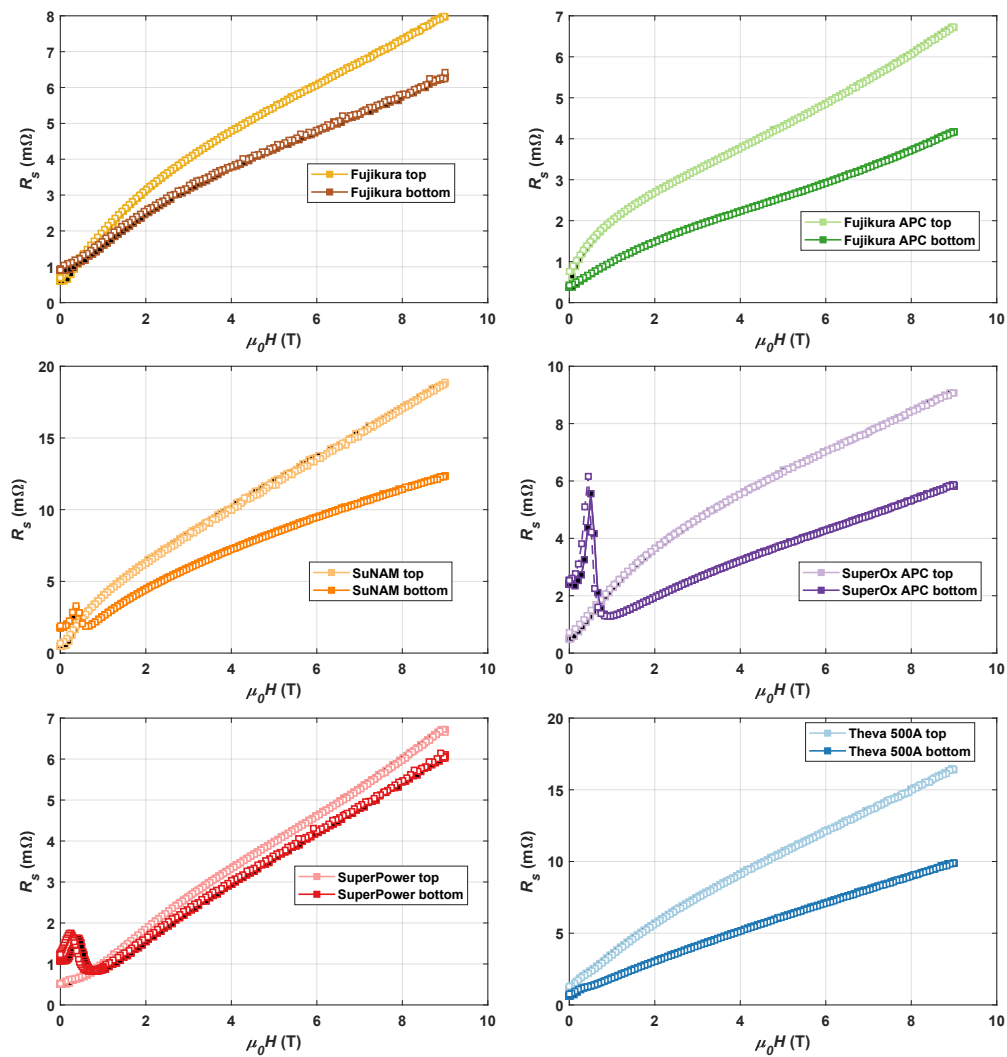 8
7
6
5
4
3
2
1
0
R_s (mΩ)
Fujikura top
Fujikura bottom
0 2 4 6 8 10
μ₀H (T)
7
6
5
4
3
2
1
0
R_s (mΩ)
Fujikura APC top
Fujikura APC bottom
0 2 4 6 8 10
μ₀H (T)
20
15
10
5
0
R_s (mΩ)
SuNAM top
SuNAM bottom
0 2 4 6 8 10
μ₀H (T)
10
8
6
4
2
0
R_s (mΩ)
SuperOx APC top
SuperOx APC bottom
0 2 4 6 8 10
μ₀H (T)
7
6
5
4
3
2
1
0
R_s (mΩ)
SuperPower top
SuperPower bottom
0 2 4 6 8 10
μ₀H (T)
20
15
10
5
0
R_s (mΩ)
Theva 500A top
Theva 500A bottom
0 2 4 6 8 10
μ₀H (T)